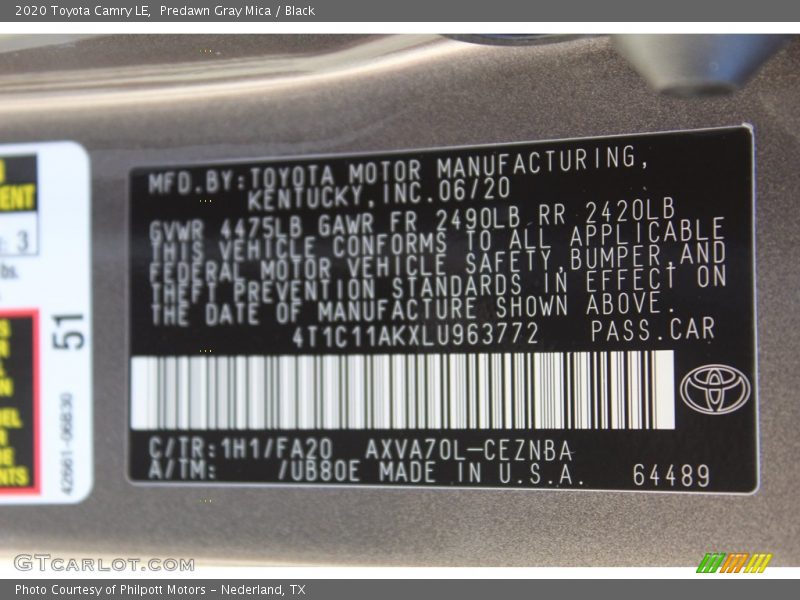 2020 Toyota Camry LE, Predawn Gray Mica / Black
MFD.BY:TOYOTA MOTOR MANUFACTURING,
KENTUCKY,INC.06/20
GVWR 4475LB GAWR FR 2490LB RR 2420LB
THIS VEHICLE CONFORMS TO ALL APPLICABLE
FEDERAL MOTOR VEHICLE SAFETY,BUMPER,AND
THEFT PREVENTION STANDARDS IN EFFECT ON
THE DATE OF MANUFACTURE SHOWN ABOVE.
4T1C11AKXLU963772 PASS.CAR
C/TR:1H1/FA20 AXVA70L-CEZNBA
A/TM: /UB80E MADE IN U.S.A. 64489
: 3
51
42661-06830
GTCARLOT.COM
Photo Courtesy of Philpott Motors - Nederland, TX